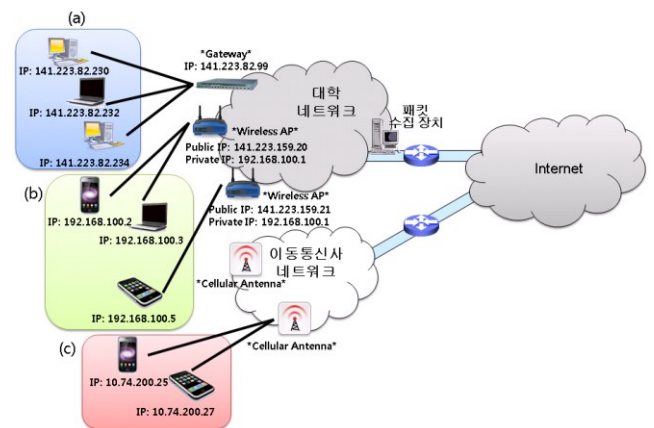 (a)
IP: 141.223.82.230
IP: 141.223.82.232
IP: 141.223.82.234
*Gateway*
IP: 141.223.82.99
대학
네트워크
*Wireless AP*
Public IP: 141.223.159.20
Private IP: 192.168.100.1
패킷
수집 장치
Internet
(b)
IP: 192.168.100.2
IP: 192.168.100.3
IP: 192.168.100.5
*Wireless AP*
Public IP: 141.223.159.21
Private IP: 192.168.100.1
이동통신사
네트워크
*Cellular Antenna*
*Cellular Antenna*
(c)
IP: 10.74.200.25
IP: 10.74.200.27